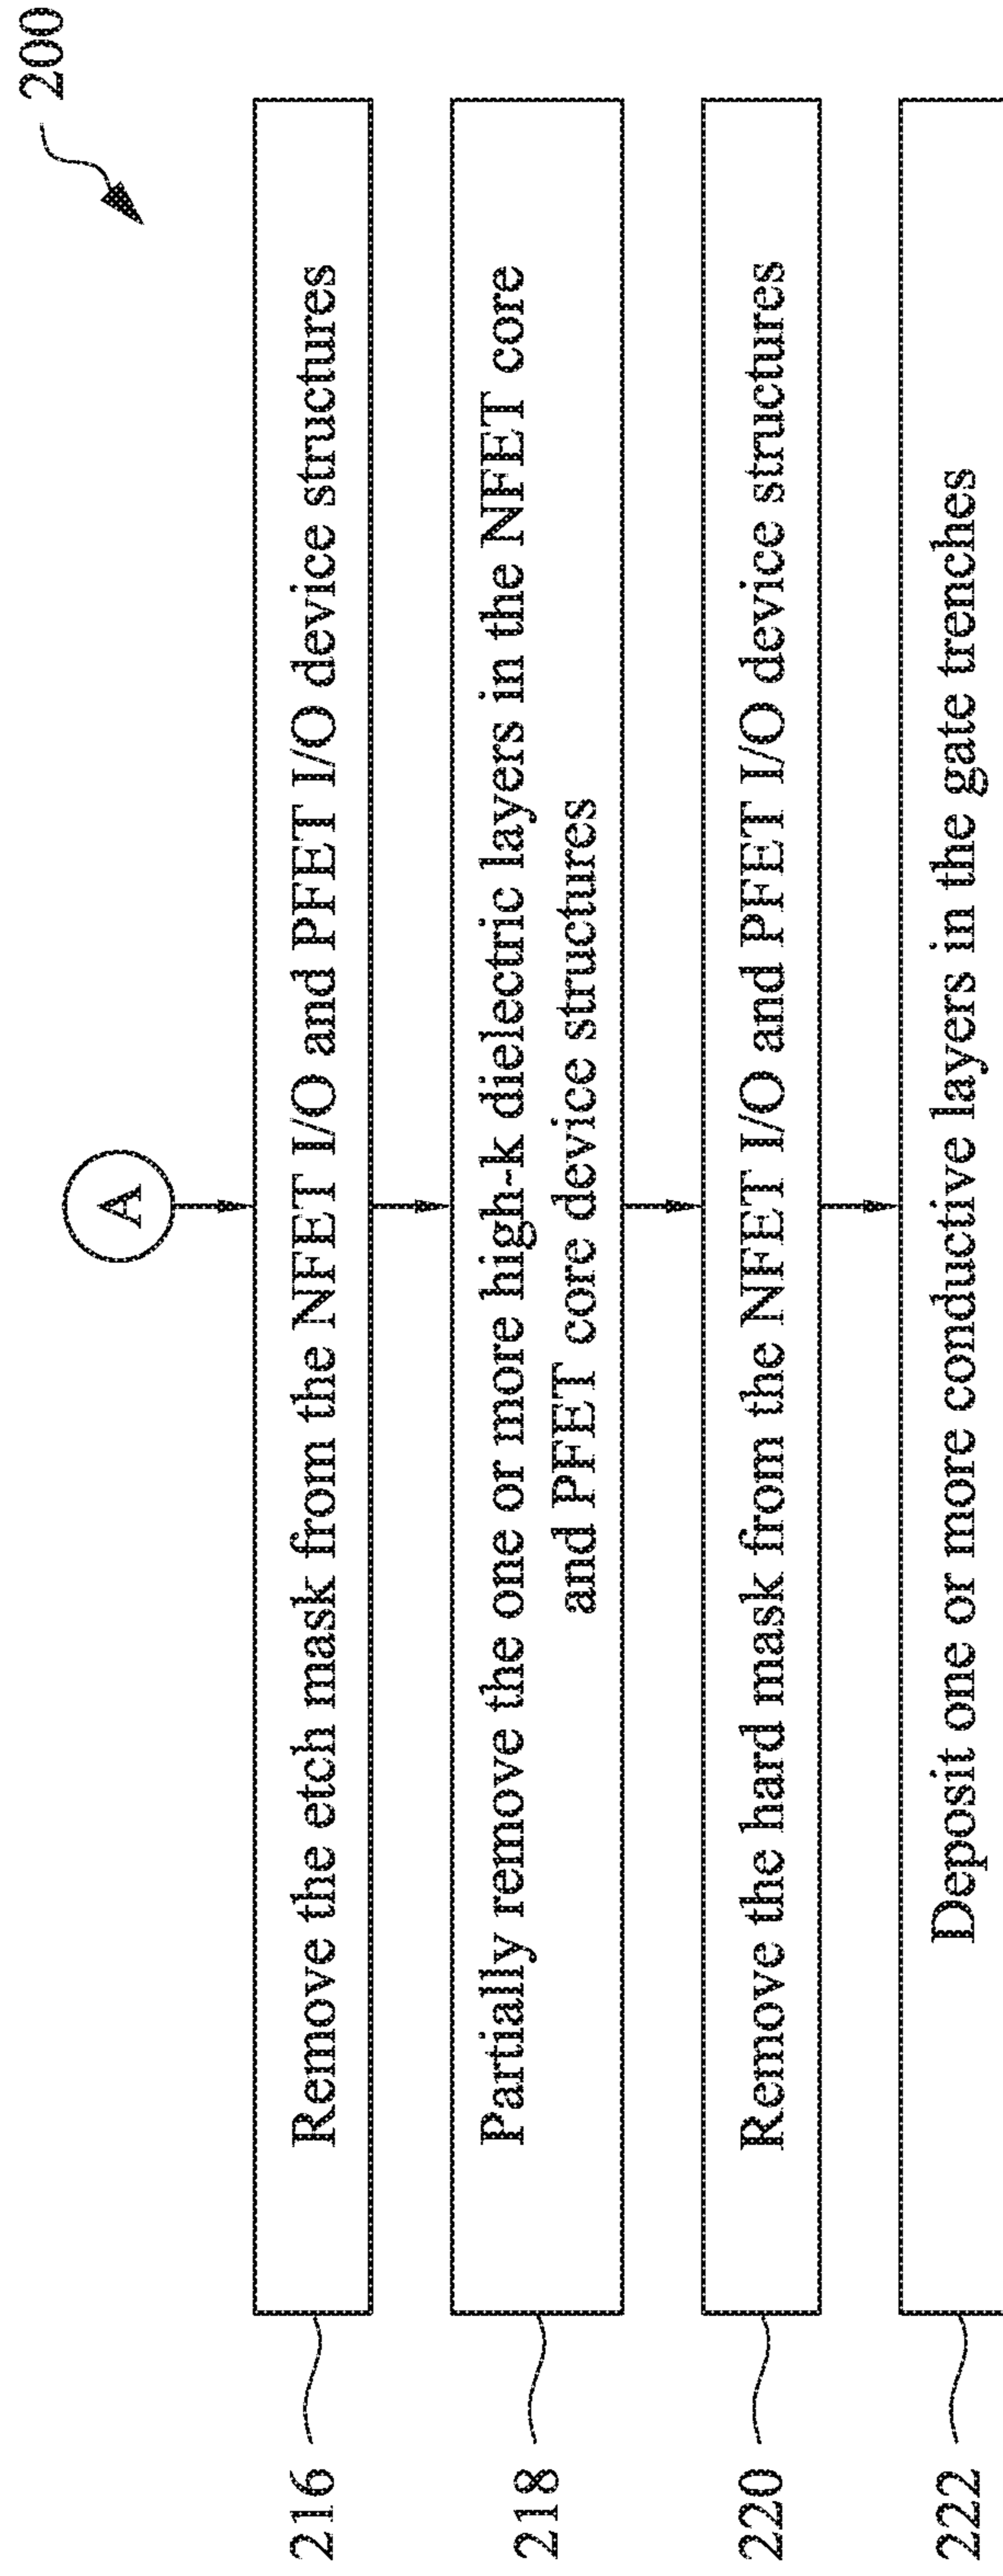 200
A
216
Remove the etch mask from the NFET I/O and PFET I/O device structures
218
Partially remove the one or more high-k dielectric layers in the NFET core
and PFET core device structures
220
Remove the hard mask from the NFET I/O and PFET I/O device structures
222
Deposit one or more conductive layers in the gate trenches